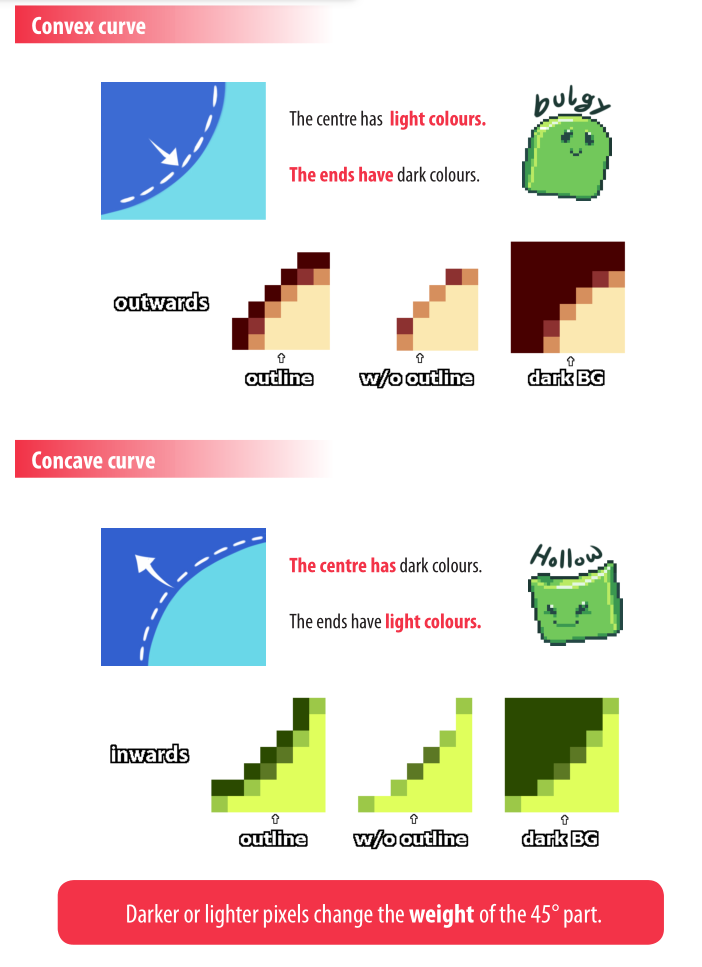 Convex curve
The centre has light colours.
bulgy
The ends have dark colours.
outwards
outline
w/o outline
dark BG
Concave curve
The centre has dark colours.
Hollow
The ends have light colours.
inwards
outline
w/o outline
dark BG
Darker or lighter pixels change the weight of the 45° part.